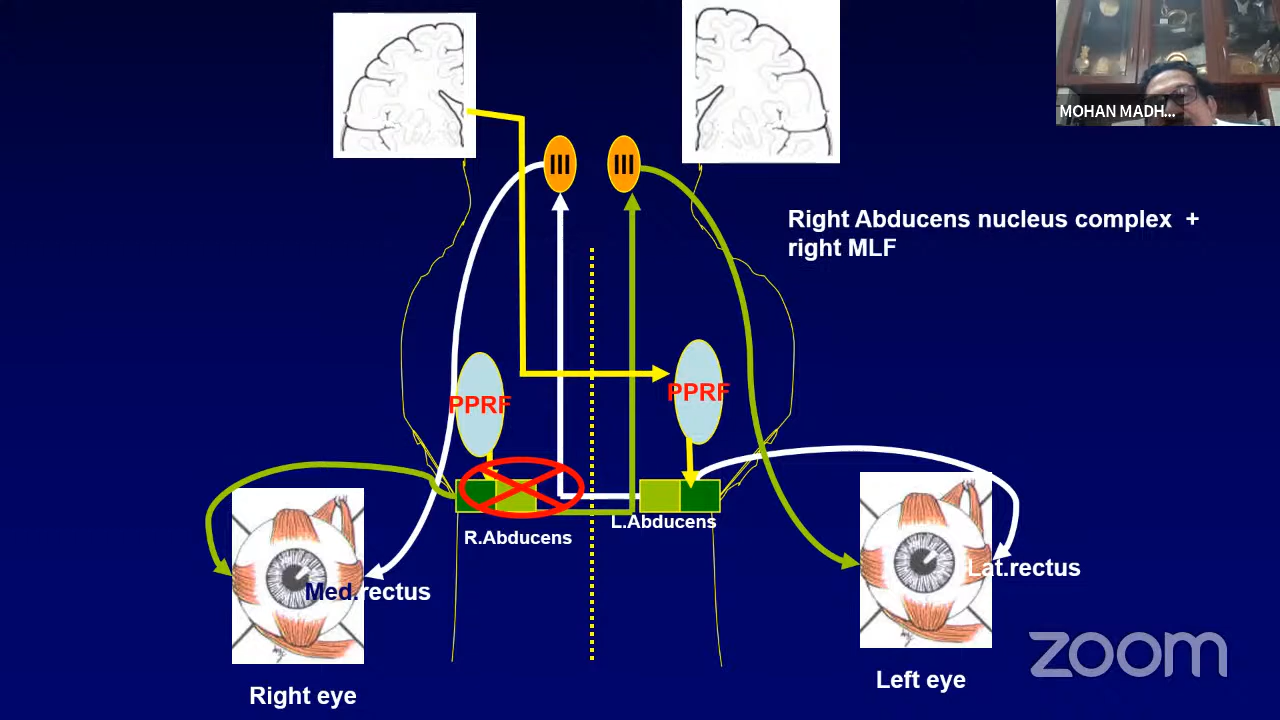 MOHAN MADH...
III
III
Right Abducens nucleus complex +
right MLF
PPRF
PPRF
L.Abducens
R.Abducens
Med.rectus
Lat.rectus
Right eye
Left eye
zoom